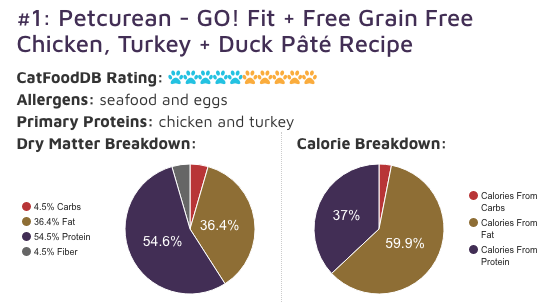 #1: Petcurean - GO! Fit + Free Grain Free
Chicken, Turkey + Duck Pâté Recipe
CatFoodDB Rating:
Allergens: seafood and eggs
Primary Proteins: chicken and turkey
Dry Matter Breakdown:
4.5% Carbs
36.4% Fat
54.5% Protein
4.5% Fiber
36.4%
54.6%
Calorie Breakdown:
37%
59.9%
Calories From
Carbs
Calories From
Fat
Calories From
Protein